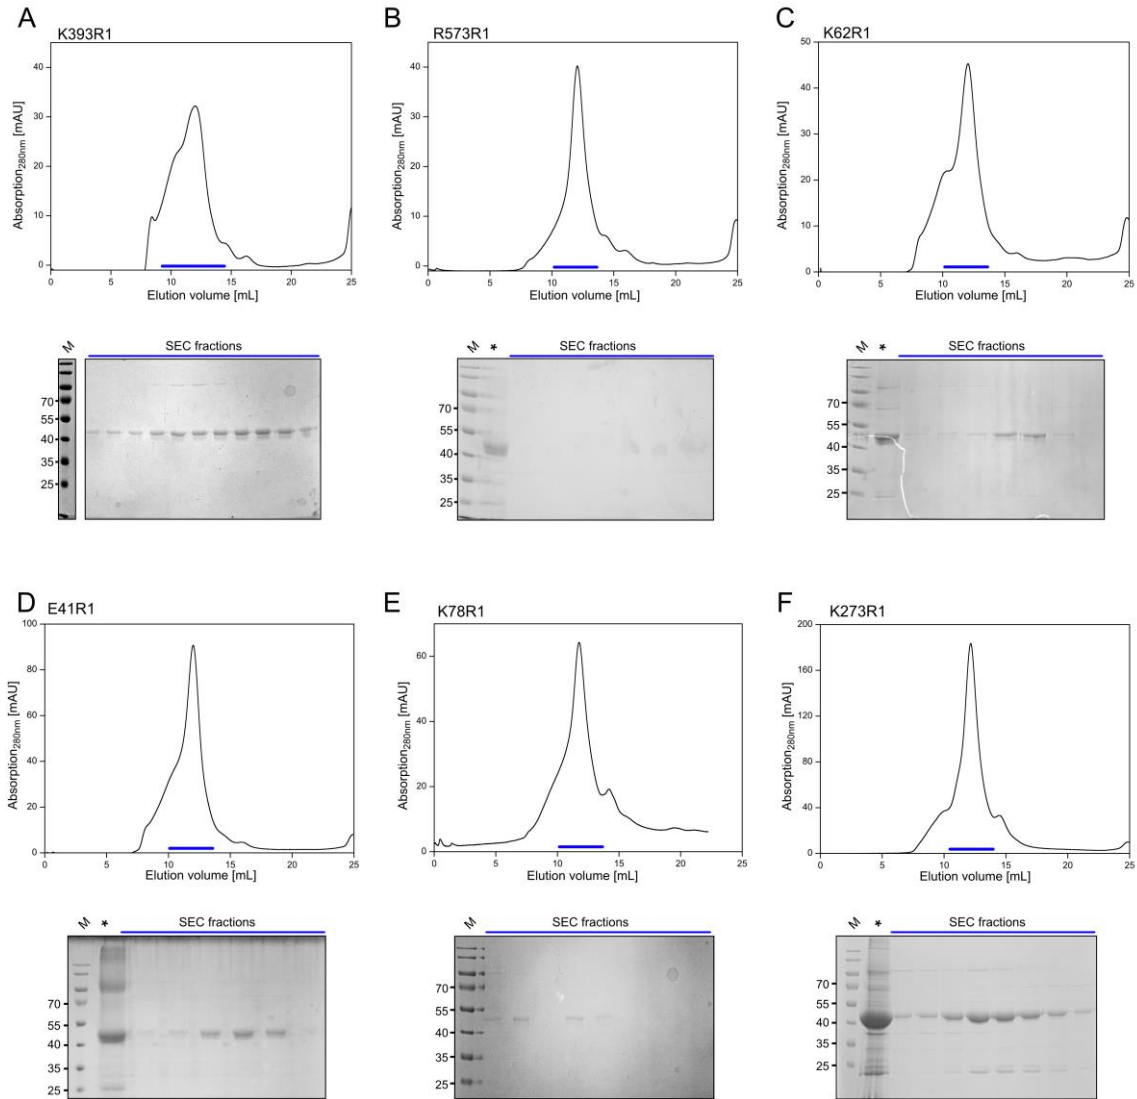 A
K393R1
Absorption280nm [mAU]
40
30
20
10
0
0 5 10 15 20 25
Elution volume [mL]
M
SEC fractions
70
55
40
35
25
B
R573R1
Absorption280nm [mAU]
40
30
20
10
0
0 5 10 15 20 25
Elution volume [mL]
M * SEC fractions
70
55
40
35
25
C
K62R1
Absorption280nm [mAU]
50
40
30
20
10
0
0 5 10 15 20 25
Elution volume [mL]
M * SEC fractions
70
55
40
35
25
D
E41R1
Absorption280nm [mAU]
100
80
60
40
20
0
0 5 10 15 20 25
Elution volume [mL]
M * SEC fractions
70
55
40
35
25
E
K78R1
Absorption280nm [mAU]
60
40
20
0
0 5 10 15 20 25
Elution volume [mL]
M SEC fractions
70
55
40
35
25
F
K273R1
Absorption280nm [mAU]
200
160
120
80
40
0
0 5 10 15 20 25
Elution volume [mL]
M * SEC fractions
70
55
40
35
25